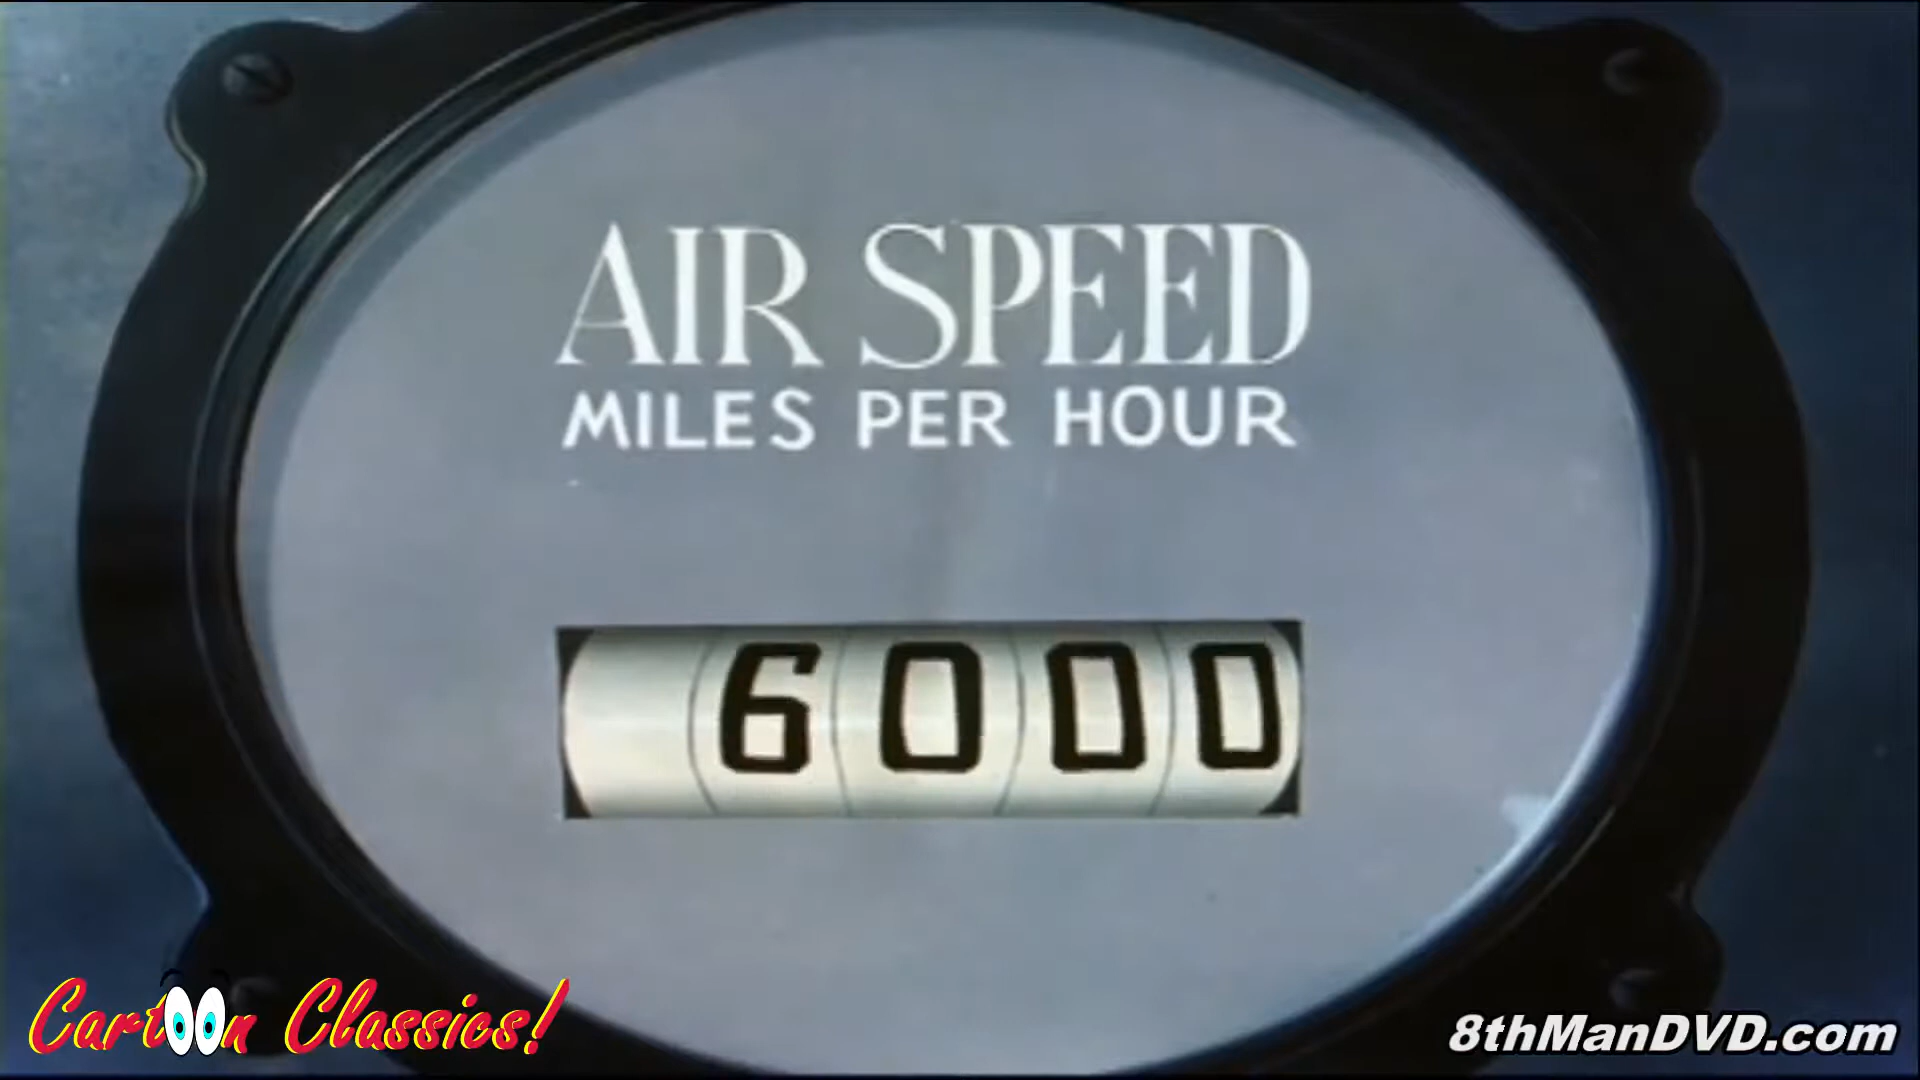 AIR SPEED
MILES PER HOUR
6000
Cartoon Classics!
8thManDVD.com